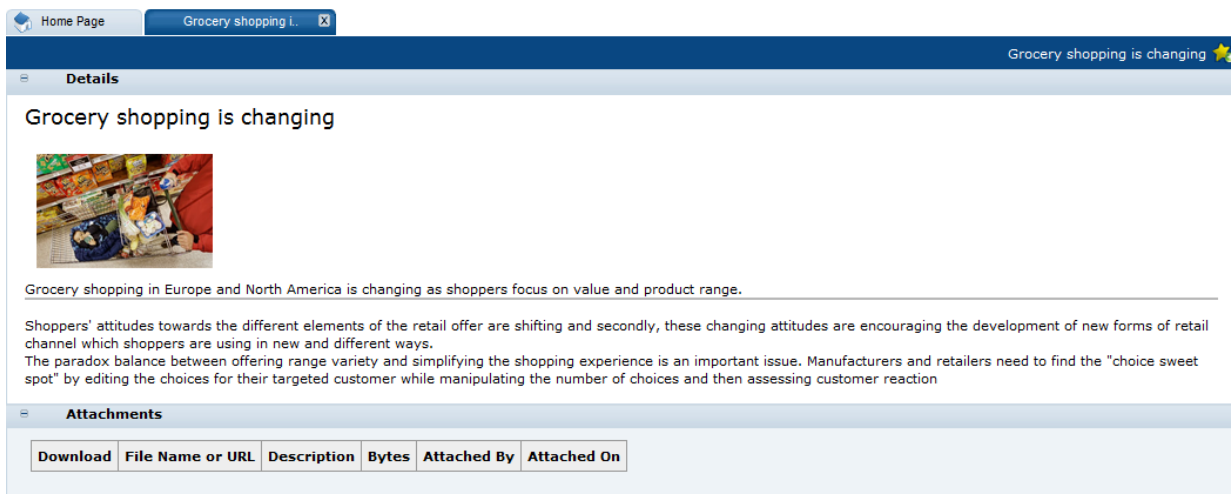 Home Page
Grocery shopping i..
Grocery shopping is changing
Details
Grocery shopping is changing
Grocery shopping in Europe and North America is changing as shoppers focus on value and product range.
Shoppers' attitudes towards the different elements of the retail offer are shifting and secondly, these changing attitudes are encouraging the development of new forms of retail
channel which shoppers are using in new and different ways.
The paradox balance between offering range variety and simplifying the shopping experience is an important issue. Manufacturers and retailers need to find the "choice sweet
spot" by editing the choices for their targeted customer while manipulating the number of choices and then assessing customer reaction
Attachments
Download File Name or URL Description Bytes Attached By Attached On